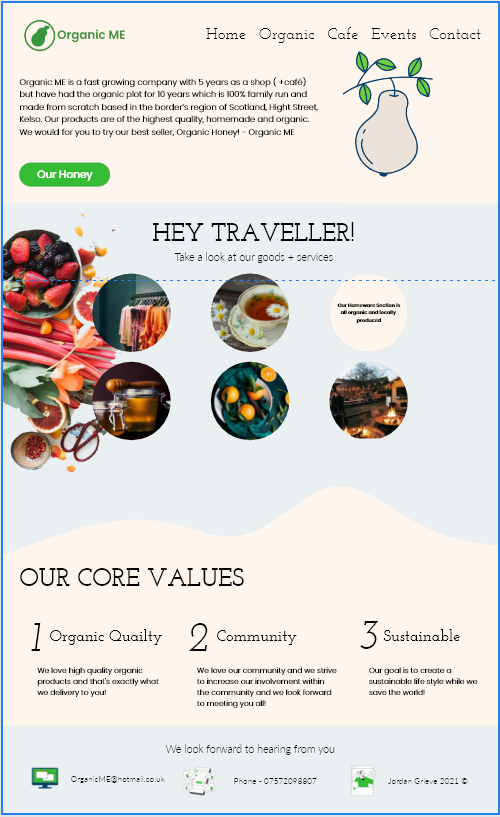 Organic ME
Home Organic Cafe Events Contact
Organic ME is a fast growing company with 5 years as a shop ( +café)
but have had the organic plot for 10 years which is 100% family run and
made from scratch based in the border's region of Scotland, Hight Street,
Kelso. Our products are of the highest quality, homemade and organic.
We would for you to try our best seller, Organic Honey! - Organic ME
Our Honey
HEY TRAVELLER!
Take a look at our goods + services
Our Homeware Section is
all organic and locally
produced
OUR CORE VALUES
1 Organic Quailty
We love high quality organic
products and that's exactly what
we delivery to you!
2 Community
We love our community and we strive
to increase our involvement within
the community and we look forward
to meeting you all!
3 Sustainable
Our goal is to create a
sustainable life style while we
save the world!
We look forward to hearing from you
OrganicME@hotmail.co.uk
Phone - 07572098807
Jordan Grieve 2021 ©